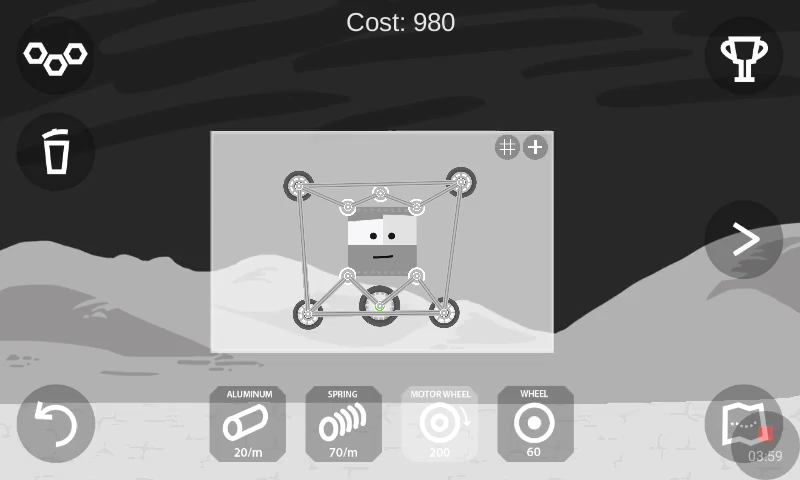 Cost: 980
ALUMINUM
20/m
SPRING
70/m
MOTOR WHEEL
200
WHEEL
60
03:59